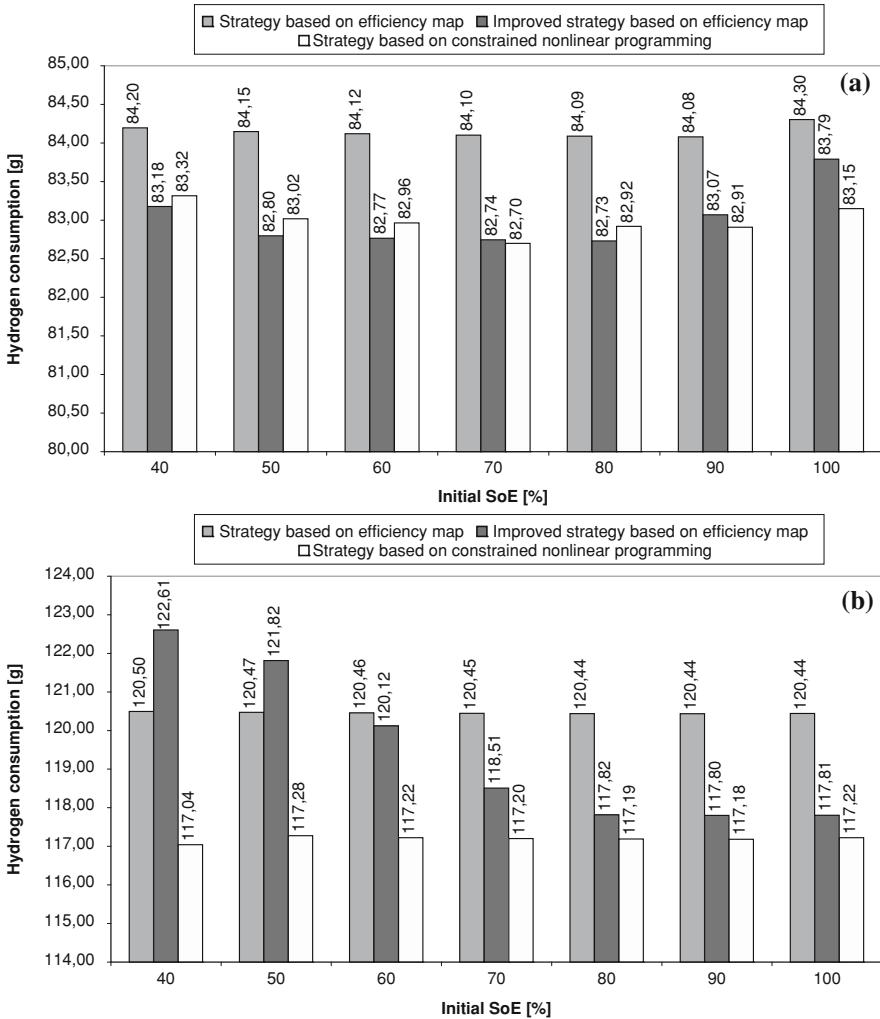 Strategy based on efficiency map Improved strategy based on efficiency map
Strategy based on constrained nonlinear programming
(a)
Hydrogen consumption [g]
85,00
84,50
84,00
83,50
83,00
82,50
82,00
81,50
81,00
80,50
80,00
84,20 83,18 83,32
84,15 82,80 83,02
84,12 82,77 82,96
84,10 82,74 82,70
84,09 82,73 82,92
84,08 83,07 82,91
84,30 83,79 83,15
40 50 60 70 80 90 100
Initial SoE [%]
Strategy based on efficiency map Improved strategy based on efficiency map
Strategy based on constrained nonlinear programming
(b)
Hydrogen consumption [g]
124,00
123,00
122,00
121,00
120,00
119,00
118,00
117,00
116,00
115,00
114,00
120,50 122,61 117,04
120,47 121,82 117,28
120,46 120,12 117,22
120,45 118,51 117,20
120,44 117,82 117,19
120,44 117,80 117,18
120,44 117,81 117,22
40 50 60 70 80 90 100
Initial SoE [%]